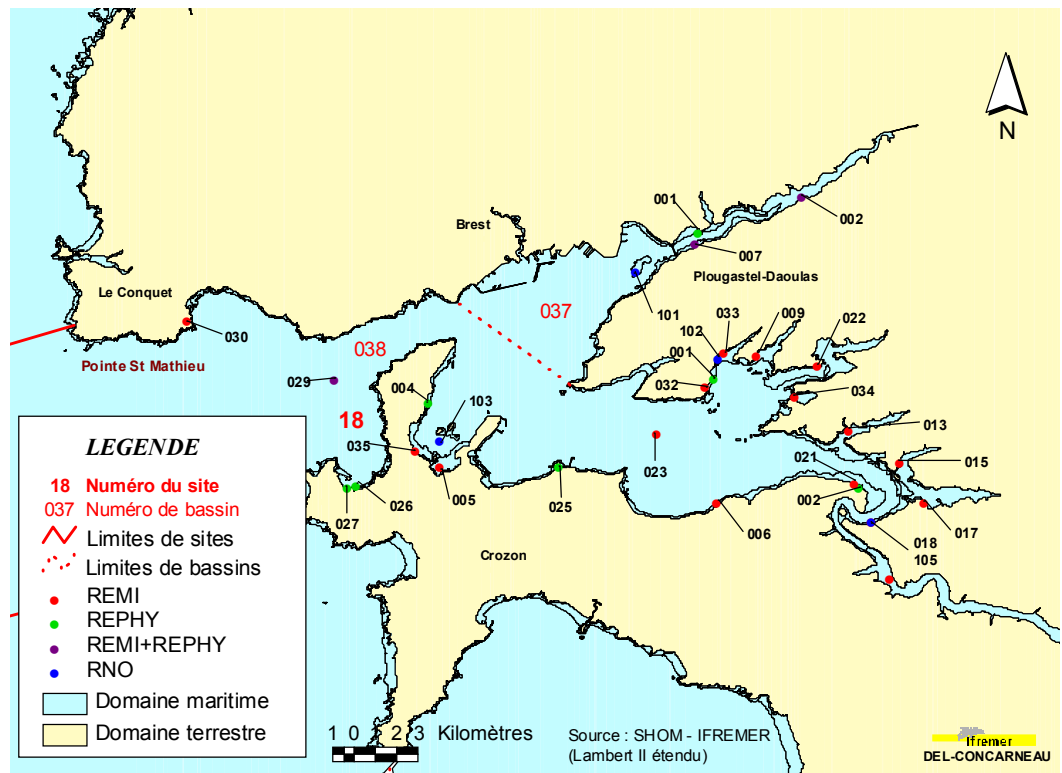 N
001
002
Brest
007
Plougastel-Daoulas
Le Conquet
037
101
033
009
102
022
030
038
001
Pointe St Mathieu
029
032
004
034
18
103
013
035
021
015
023
005
002
026
025
027
006
017
018
Crozon
105
LEGENDE
18 Numéro du site
037 Numéro de bassin
Limites de sites
Limites de bassins
REMI
REPHY
REMI+REPHY
RNO
Domaine maritime
Domaine terrestre
1 0 1 2 3 Kilomètres
Source : SHOM - IFREMER
(Lambert II étendu)
Ifremer
DEL-CONCARNEAU